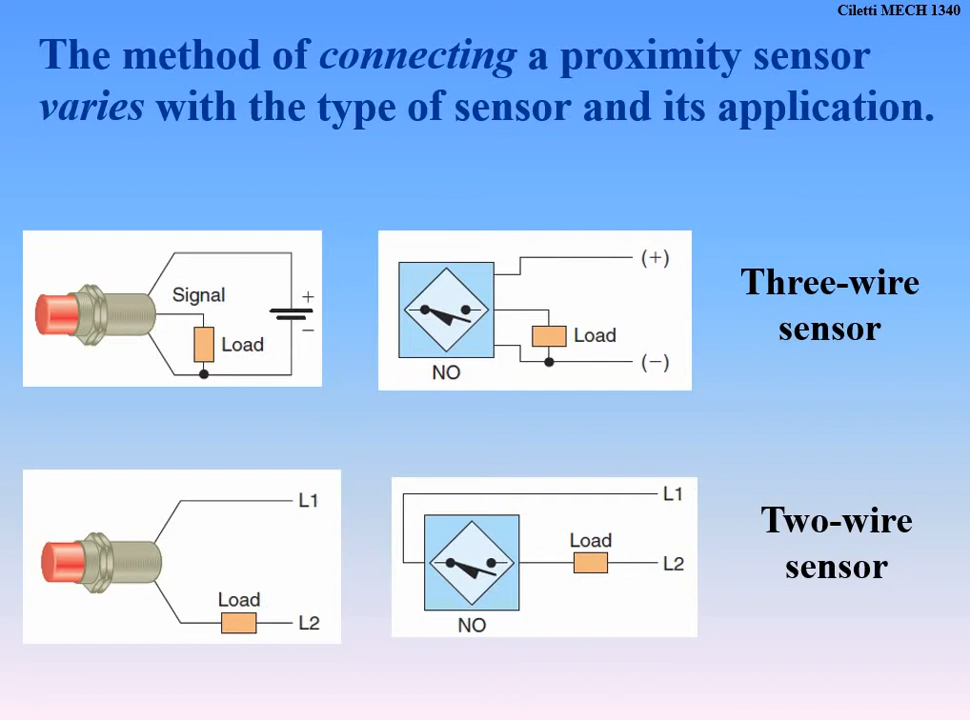 Ciletti MECH 1340
The method of connecting a proximity sensor
varies with the type of sensor and its application.
Signal
+
−
Load
(+)
Load
(−)
NO
Three-wire
sensor
L1
Load
L2
L1
Load
L2
NO
Two-wire
sensor